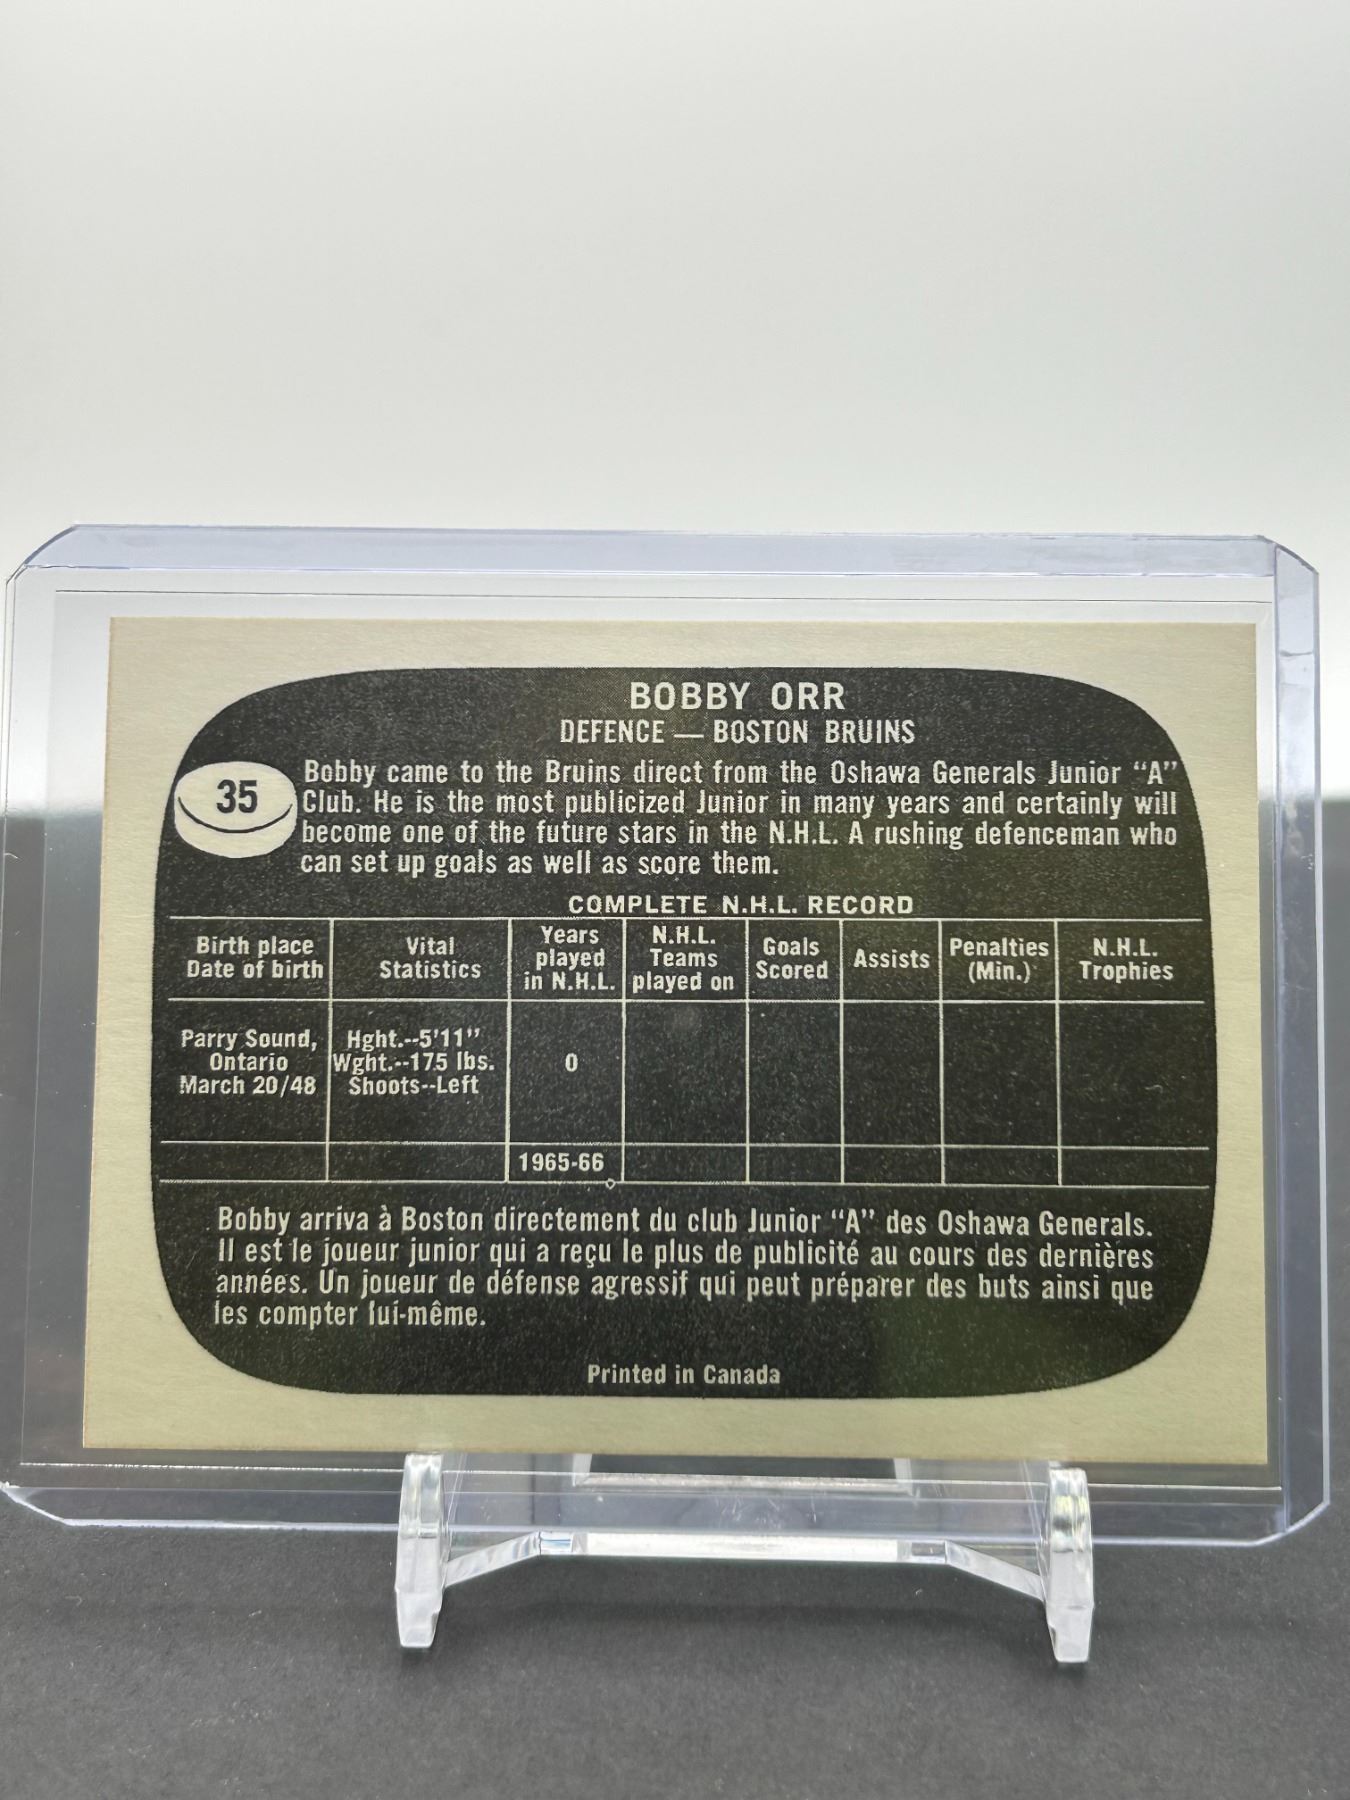 BOBBY ORR
DEFENCE — BOSTON BRUINS
35
Bobby came to the Bruins direct from the Oshawa Generals Junior “A”
Club. He is the most publicized Junior in many years and certainly will
become one of the future stars in the N.H.L. A rushing defenceman who
can set up goals as well as score them.
COMPLETE N.H.L. RECORD
Birth place
Date of birth
Vital
Statistics
Years
played
in N.H.L.
N.H.L.
Teams
played on
Goals
Scored
Assists
Penalties
(Min.)
N.H.L.
Trophies
Parry Sound,
Ontario
March 20/48
Hght.--5'11”
Wght.--175 lbs.
Shoots--Left
0
1965-66
Bobby arriva à Boston directement du club Junior “A” des Oshawa Generals.
Il est le joueur junior qui a reçu le plus de publicité au cours des dernières
années. Un joueur de défense agressif qui peut préparer des buts ainsi que
les compter lui-même.
Printed in Canada